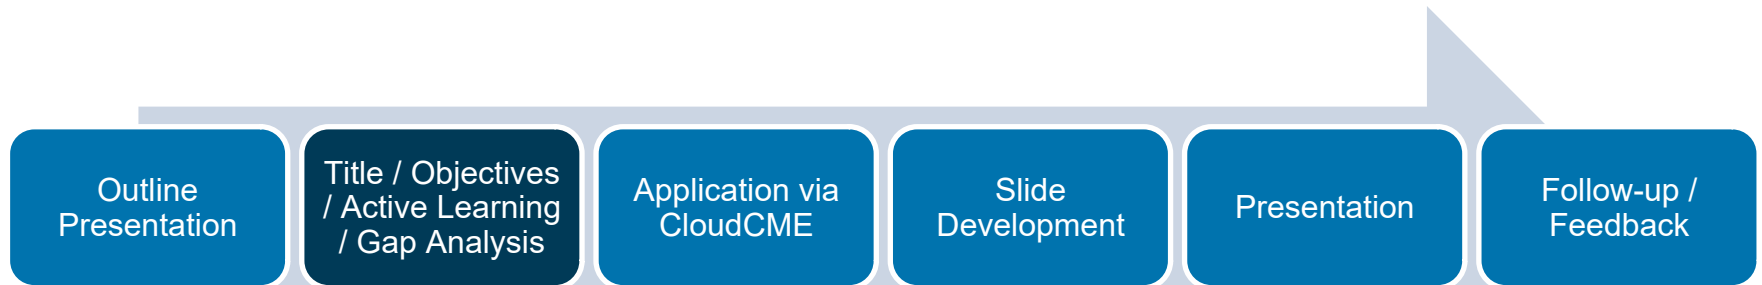 Outline
Presentation
Title / Objectives
/ Active Learning
/ Gap Analysis
Application via
CloudCME
Slide
Development
Presentation
Follow-up /
Feedback